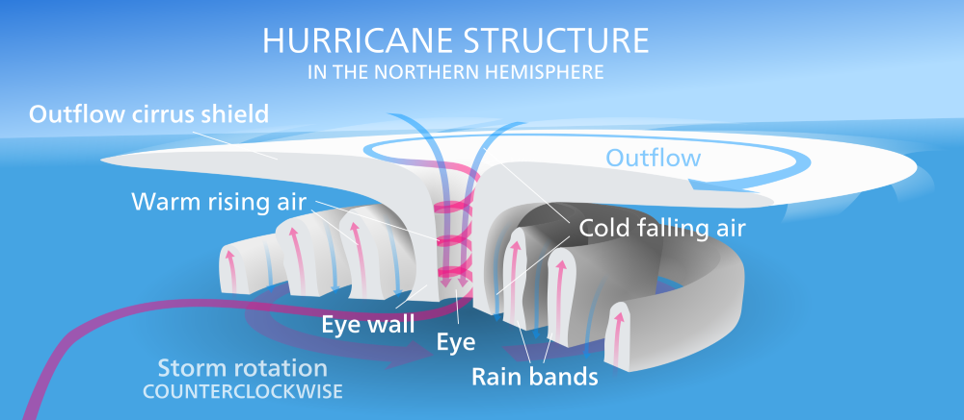 HURRICANE STRUCTURE
IN THE NORTHERN HEMISPHERE
Outflow cirrus shield
Outflow
Warm rising air
Cold falling air
Eye wall
Eye
Storm rotation
COUNTERCLOCKWISE
Rain bands